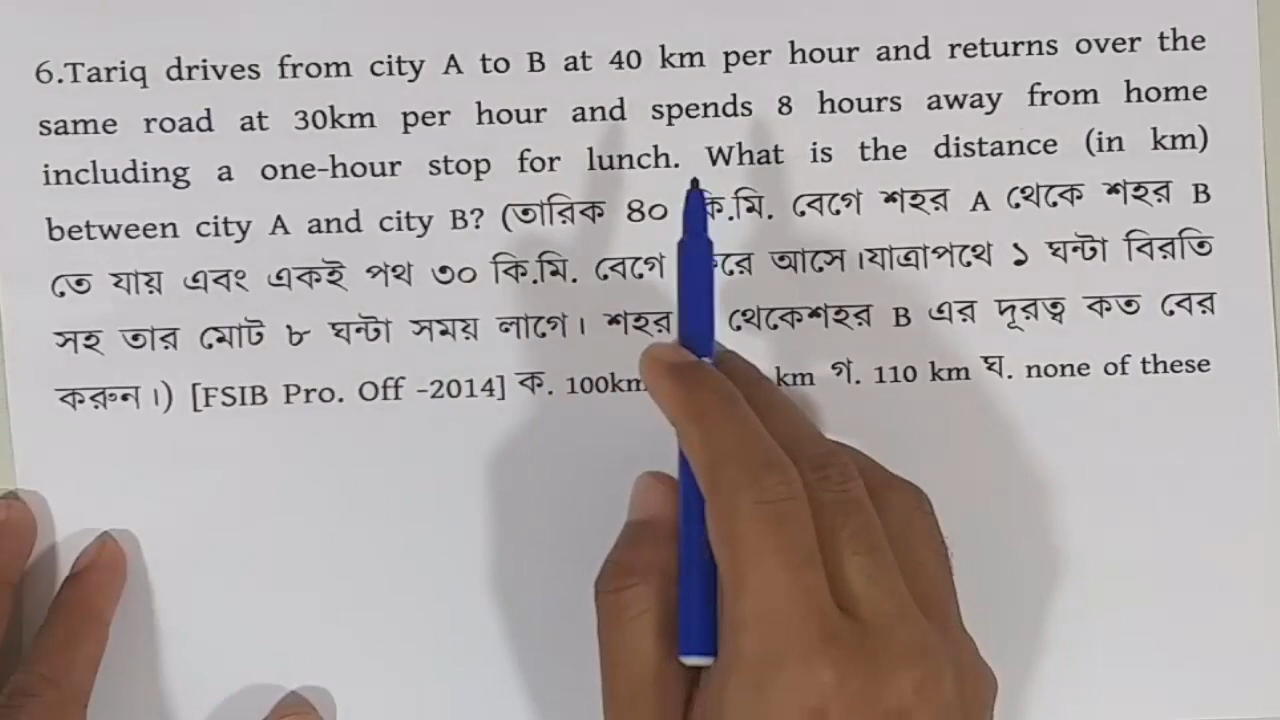 6.Tariq drives from city A to B at 40 km per hour and returns over the
same road at 30km per hour and spends 8 hours away from home
including a one-hour stop for lunch. What is the distance (in km)
between city A and city B? (তারিক ৪০ কি.মি. বেগে শহর A থেকে শহর B
তে যায় এবং একই পথ ৩০ কি.মি. বেগে রে আসে।যাত্রাপথে ১ ঘন্টা বিরতি
সহ তার মোট ৮ ঘন্টা সময় লাগে। শহর থেকেশহর B এর দূরত্ব কত বের
করুন।) [FSIB Pro. Off -2014] ক. 100km km গ. 110 km ঘ. none of these